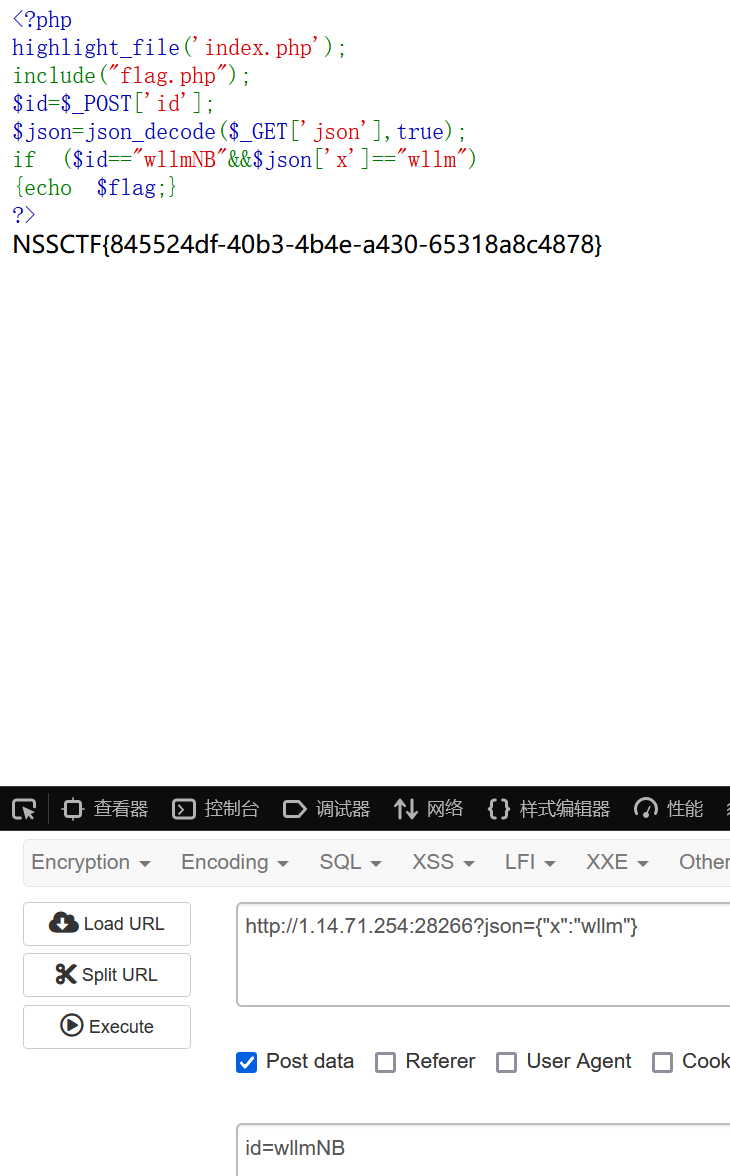 <?php
highlight_file('index.php');
include("flag.php");
$id=$_POST['id'];
$json=json_decode($_GET['json'],true);
if ($id=="wllmNB"&&$json['x']=="wllm")
{echo $flag;}
?>
NSSCTF{845524df-40b3-4b4e-a430-65318a8c4878}
查看器 控制台 调试器 网络 样式编辑器 性能
Encryption Encoding SQL XSS LFI XXE Other
Load URL http://1.14.71.254:28266?json={"x":"wllm"}
Split URL
Execute
Post data Referer User Agent Cook
id=wllmNB